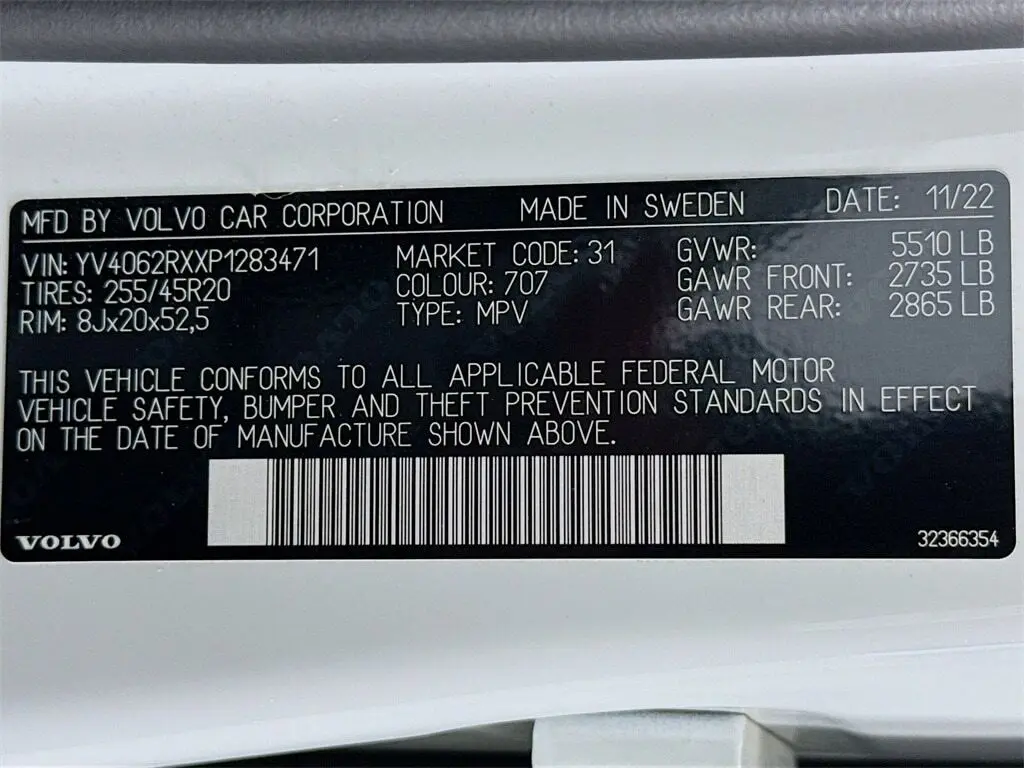 MFD BY VOLVO CAR CORPORATION MADE IN SWEDEN DATE: 11/22
VIN: YV4062RXXP1283471 MARKET CODE: 31 GVWR: 5510 LB
TIRES: 255/45R20 COLOUR: 707 GAWR FRONT: 2735 LB
RIM: 8Jx20x52,5 TYPE: MPV GAWR REAR: 2865 LB
THIS VEHICLE CONFORMS TO ALL APPLICABLE FEDERAL MOTOR
VEHICLE SAFETY, BUMPER AND THEFT PREVENTION STANDARDS IN EFFECT
ON THE DATE OF MANUFACTURE SHOWN ABOVE.
VOLVO 32366354